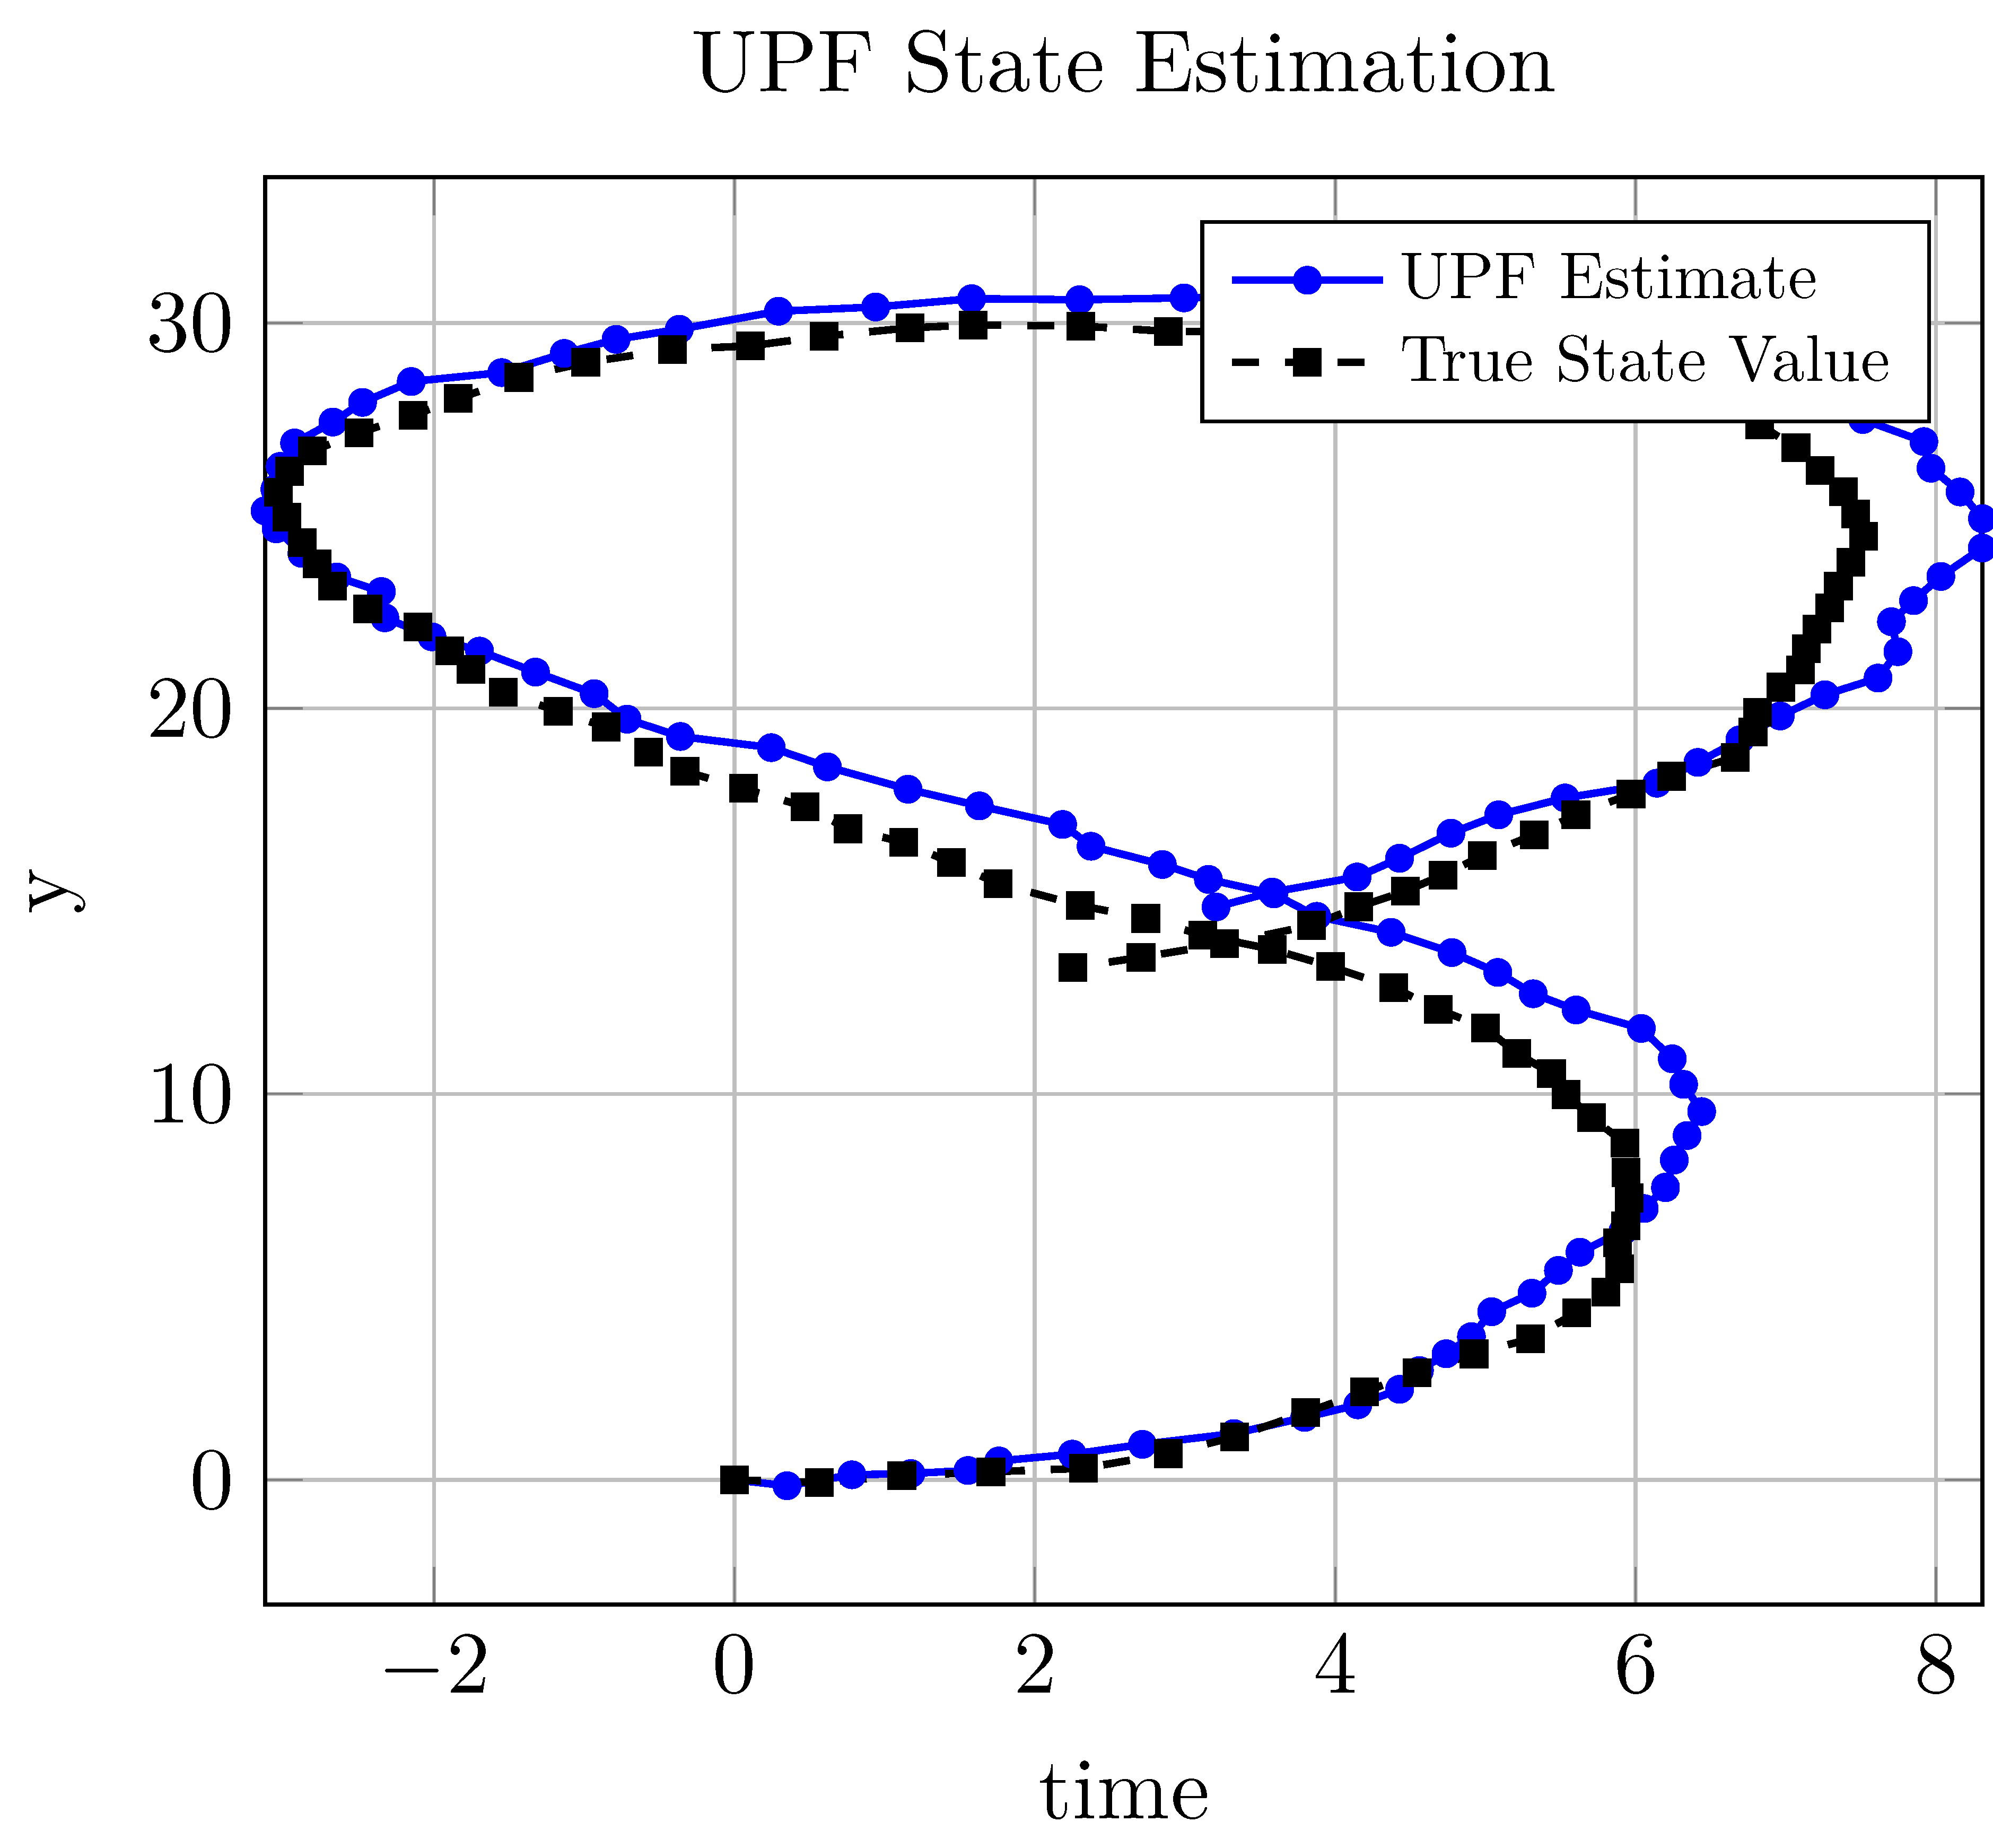 UPF State Estimation
UPF Estimate
True State Value
30
20
10
0
y
−2 0 2 4 6 8
time